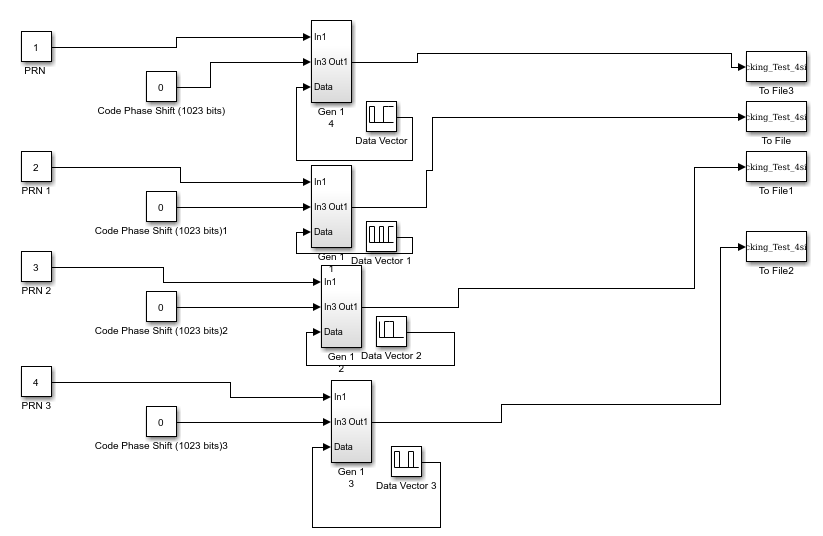 1
PRN
0
Code Phase Shift (1023 bits)
In1
In3 Out1
Data
Gen 1
4
Data Vector
cking_Test_4si
To File3
cking_Test_4si
To File
2
PRN 1
0
Code Phase Shift (1023 bits)1
In1
In3 Out1
Data
Gen 1
1
Data Vector 1
cking_Test_4si
To File1
3
PRN 2
0
Code Phase Shift (1023 bits)2
In1
In3 Out1
Data
Gen 1
2
Data Vector 2
cking_Test_4si
To File2
4
PRN 3
0
Code Phase Shift (1023 bits)3
In1
In3 Out1
Data
Gen 1
3
Data Vector 3